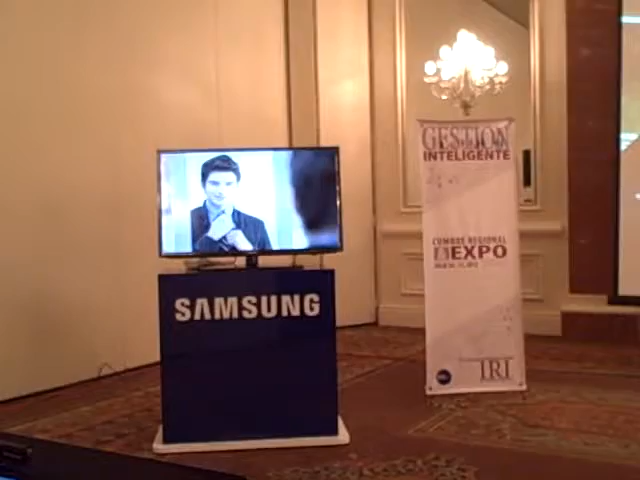 SAMSUNG
GESTION
INTELIGENTE
CUMBRE REGIONAL
EXPO
IRI